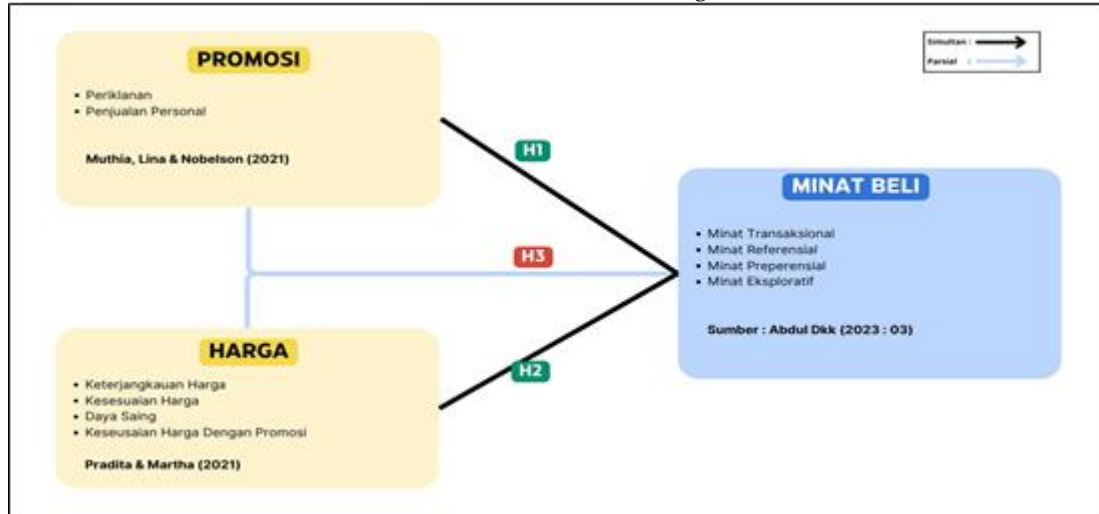 PROMOSI
• Periklanan
• Penjualan Personal
Muthia, Lina & Nobelson (2021)
Simultan :
Parsial :
H1
H3
H2
MINAT BELI
• Minat Transaksional
• Minat Referensial
• Minat Preperensial
• Minat Eksploratif
Sumber : Abdul Dkk (2023 : 03)
HARGA
• Keterjangkauan Harga
• Kesesuaian Harga
• Daya Saing
• Keseusaian Harga Dengan Promosi
Pradita & Martha (2021)